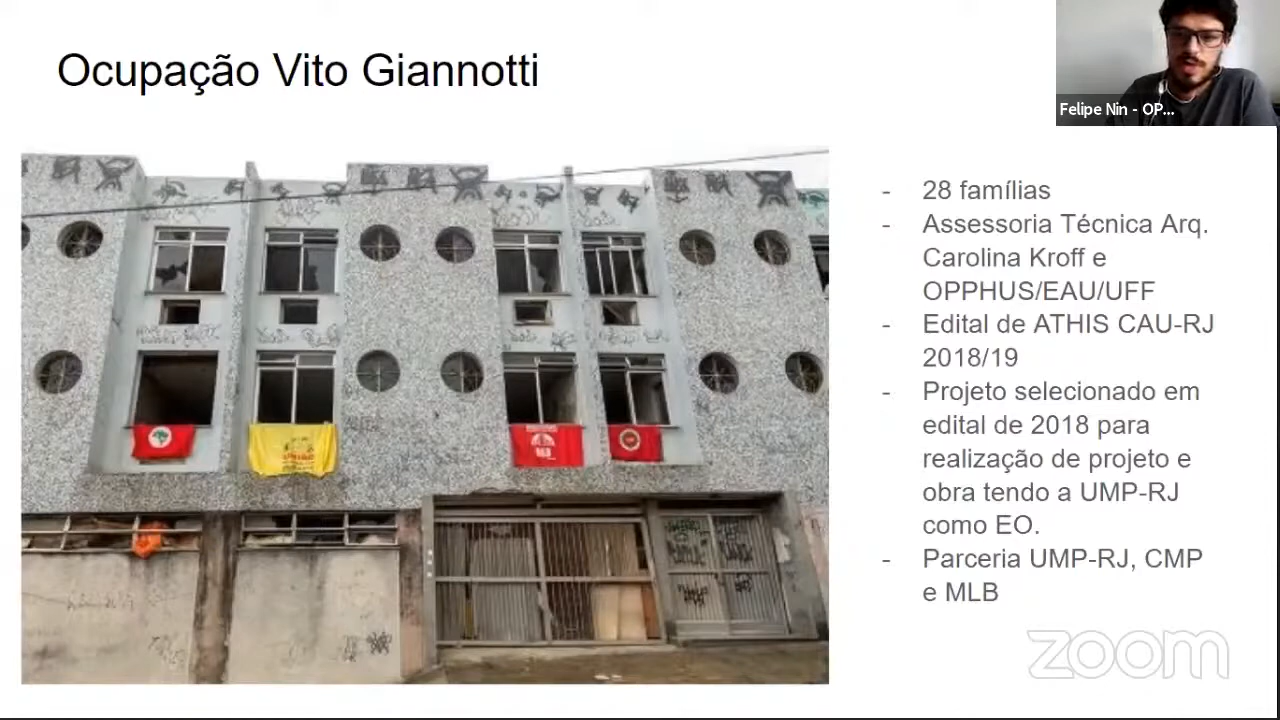 Ocupação Vito Giannotti
Felipe Nin - OP...
- 28 famílias
- Assessoria Técnica Arq.
Carolina Kroff e
OPPHUS/EAU/UFF
- Edital de ATHIS CAU-RJ
2018/19
- Projeto selecionado em
edital de 2018 para
realização de projeto e
obra tendo a UMP-RJ
como EO.
- Parceria UMP-RJ, CMP
e MLB
MLB
zoom